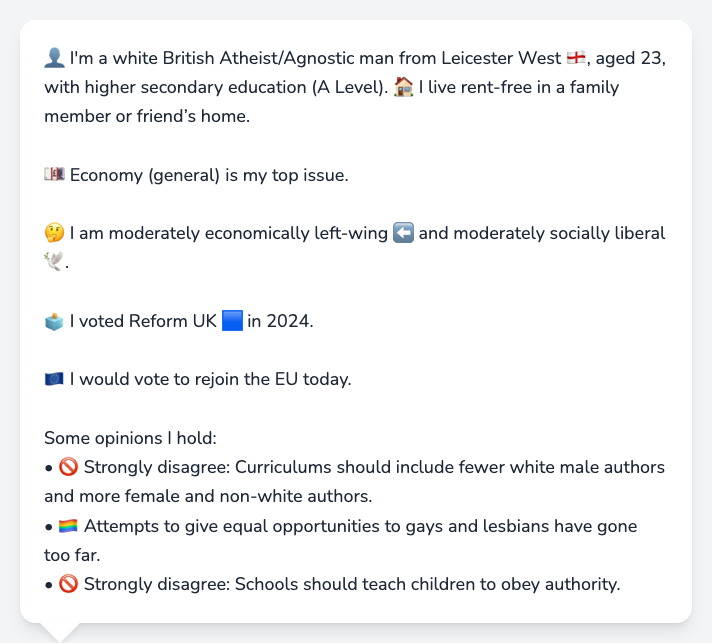 👤 I'm a white British Atheist/Agnostic man from Leicester West 🏴󠁧󠁢󠁥󠁮󠁧󠁿, aged 23,
with higher secondary education (A Level). 🏠 I live rent-free in a family
member or friend’s home.
💷 Economy (general) is my top issue.
🤔 I am moderately economically left-wing ⬅️ and moderately socially liberal
🕊️.
🗳️ I voted Reform UK 🟦 in 2024.
🇪🇺 I would vote to rejoin the EU today.
Some opinions I hold:
• 🚫 Strongly disagree: Curriculums should include fewer white male authors
and more female and non-white authors.
• 🏳️‍🌈 Attempts to give equal opportunities to gays and lesbians have gone
too far.
• 🚫 Strongly disagree: Schools should teach children to obey authority.